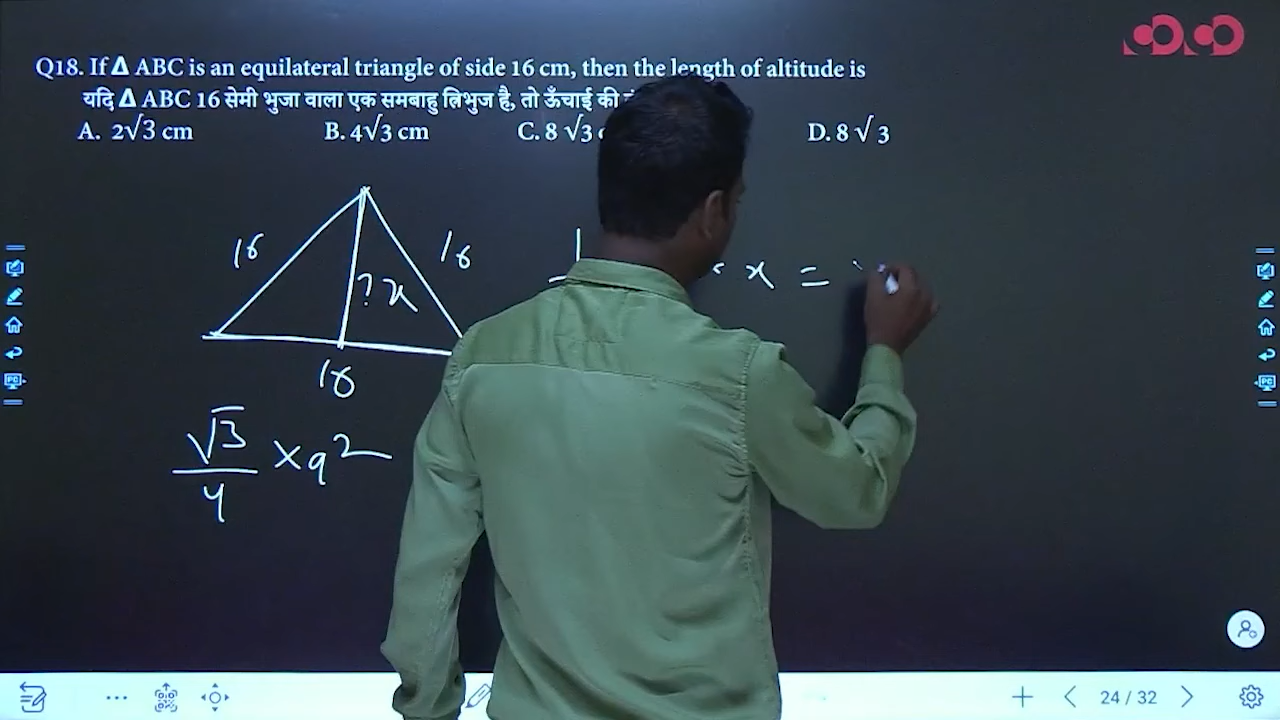 Q18. If Δ ABC is an equilateral triangle of side 16 cm, then the length of altitude is
यदि Δ ABC 16 सेमी भुजा वाला एक समबाहु त्रिभुज है, तो ऊँचाई की
A. 2√3 cm B. 4√3 cm C. 8 √3 D. 8 √ 3
16 16
? x
x =
16
√3/4 × a²
24 / 32